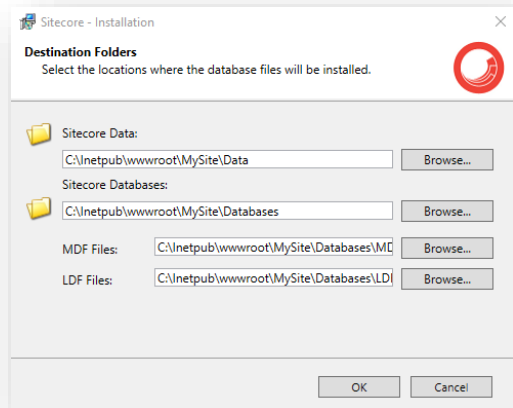 Sitecore - Installation
Destination Folders
Select the locations where the database files will be installed.
Sitecore Data:
C:\Inetpub\wwwroot\MySite\Data Browse...
Sitecore Databases:
C:\Inetpub\wwwroot\MySite\Databases Browse...
MDF Files: C:\Inetpub\wwwroot\MySite\Databases\MD Browse...
LDF Files: C:\Inetpub\wwwroot\MySite\Databases\LD Browse...
OK Cancel